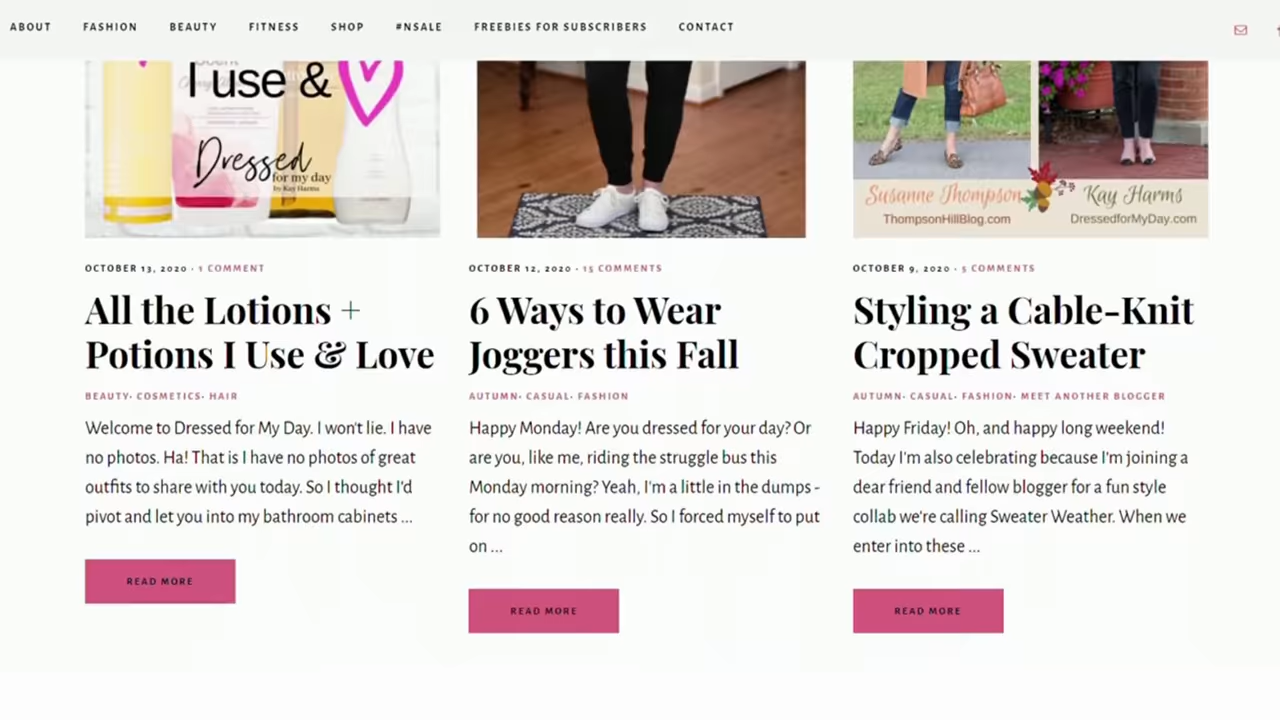 ABOUT FASHION BEAUTY FITNESS SHOP #NSALE FREEBIES FOR SUBSCRIBERS CONTACT
I use &
Dressed
for my day
by Kay Harms
Susanne Thompson
ThompsonHillBlog.com
Kay Harms
DressedforMyDay.com
OCTOBER 13, 2020 · 1 COMMENT
All the Lotions +
Potions I Use & Love
BEAUTY· COSMETICS· HAIR
Welcome to Dressed for My Day. I won't lie. I have
no photos. Ha! That is I have no photos of great
outfits to share with you today. So I thought I'd
pivot and let you into my bathroom cabinets ...
READ MORE
OCTOBER 12, 2020 · 15 COMMENTS
6 Ways to Wear
Joggers this Fall
AUTUMN· CASUAL· FASHION
Happy Monday! Are you dressed for your day? Or
are you, like me, riding the struggle bus this
Monday morning? Yeah, I'm a little in the dumps -
for no good reason really. So I forced myself to put
on ...
READ MORE
OCTOBER 9, 2020 · 5 COMMENTS
Styling a Cable-Knit
Cropped Sweater
AUTUMN· CASUAL· FASHION· MEET ANOTHER BLOGGER
Happy Friday! Oh, and happy long weekend!
Today I'm also celebrating because I'm joining a
dear friend and fellow blogger for a fun style
collab we're calling Sweater Weather. When we
enter into these ...
READ MORE